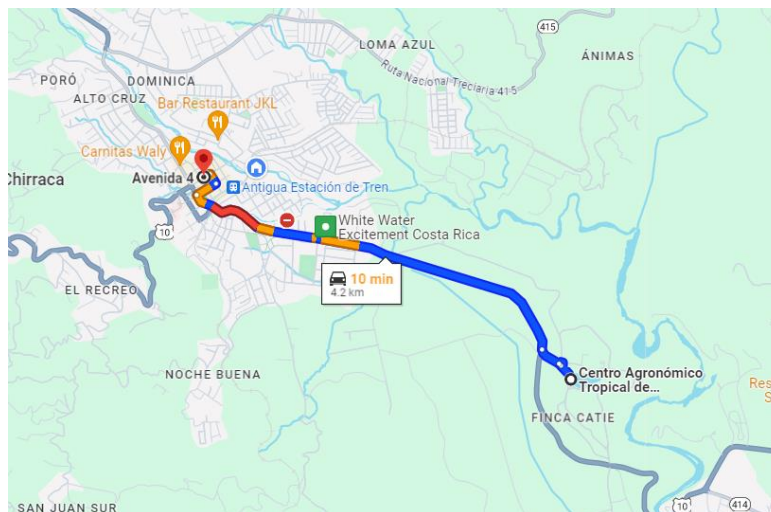 415
LOMA AZUL
ÁNIMAS
Ruta Nacional Treciaria 415
PORÓ
DOMINICA
ALTO CRUZ
Bar Restaurant JKL
Carnitas Waly
Chirraca
Avenida 4
Antigua Estación de Tren
White Water
Excitement Costa Rica
10
10 min
4.2 km
EL RECREO
NOCHE BUENA
Centro Agronómico
Tropical de...
Res
S
FINCA CATIE
SAN JUAN SUR
10
414